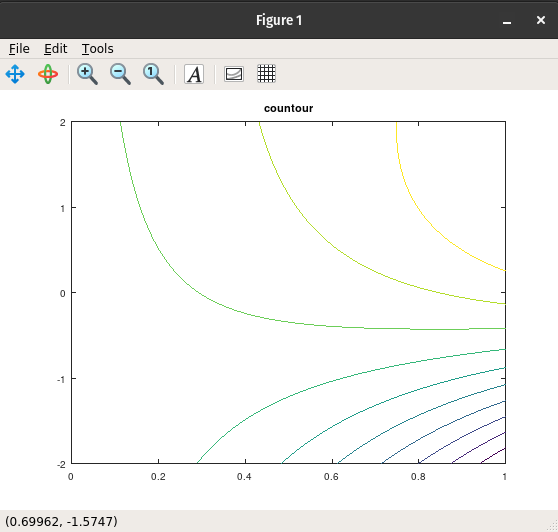 Figure 1
File Edit Tools
A
countour
2
1
0
-1
-2
0 0.2 0.4 0.6 0.8 1
(0.69962, -1.5747)